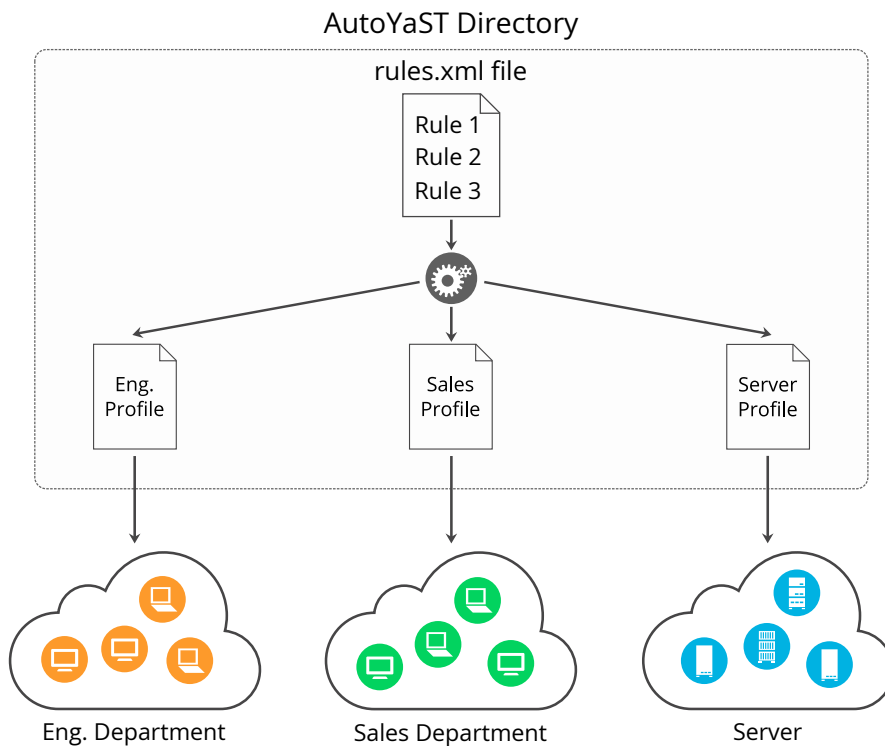 AutoYaST Directory
rules.xml file
Rule 1
Rule 2
Rule 3
Eng.
Profile
Sales
Profile
Server
Profile
Eng. Department
Sales Department
Server